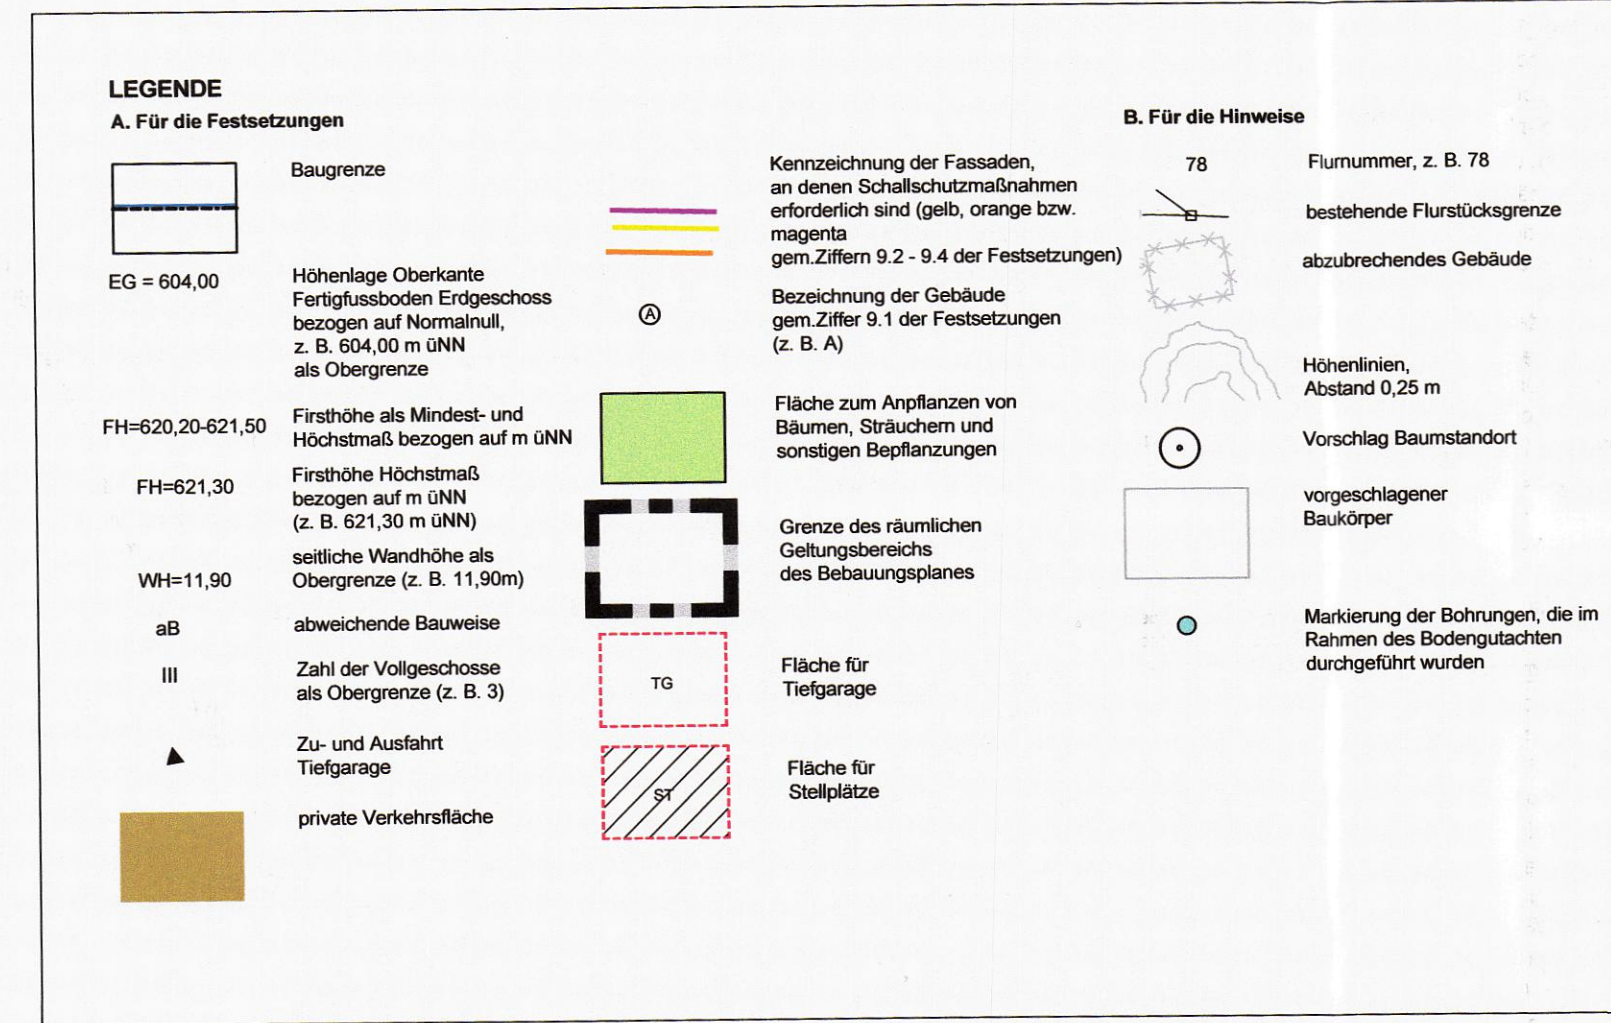 LEGENDE
A. Für die Festsetzungen
Baugrenze
EG = 604,00
Höhenlage Oberkante
Fertigfussboden Erdgeschoss
bezogen auf Normalnull,
z. B. 604,00 m üNN
als Obergrenze
FH=620,20-621,50
Firsthöhe als Mindest- und
Höchstmaß bezogen auf m üNN
FH=621,30
Firsthöhe Höchstmaß
bezogen auf m üNN
(z. B. 621,30 m üNN)
WH=11,90
seitliche Wandhöhe als
Obergrenze (z. B. 11,90m)
aB
abweichende Bauweise
III
Zahl der Vollgeschosse
als Obergrenze (z. B. 3)
Zu- und Ausfahrt
Tiefgarage
private Verkehrsfläche
Kennzeichnung der Fassaden,
an denen Schallschutzmaßnahmen
erforderlich sind (gelb, orange bzw.
magenta
gem.Ziffern 9.2 - 9.4 der Festsetzungen)
A
Bezeichnung der Gebäude
gem.Ziffer 9.1 der Festsetzungen
(z. B. A)
Fläche zum Anpflanzen von
Bäumen, Sträuchern und
sonstigen Bepflanzungen
Grenze des räumlichen
Geltungsbereichs
des Bebauungsplanes
TG
Fläche für
Tiefgarage
ST
Fläche für
Stellplätze
B. Für die Hinweise
78
Flurnummer, z. B. 78
bestehende Flurstücksgrenze
abzubrechendes Gebäude
Höhenlinien,
Abstand 0,25 m
Vorschlag Baumstandort
vorgeschlagener
Baukörper
Markierung der Bohrungen, die im
Rahmen des Bodengutachten
durchgeführt wurden